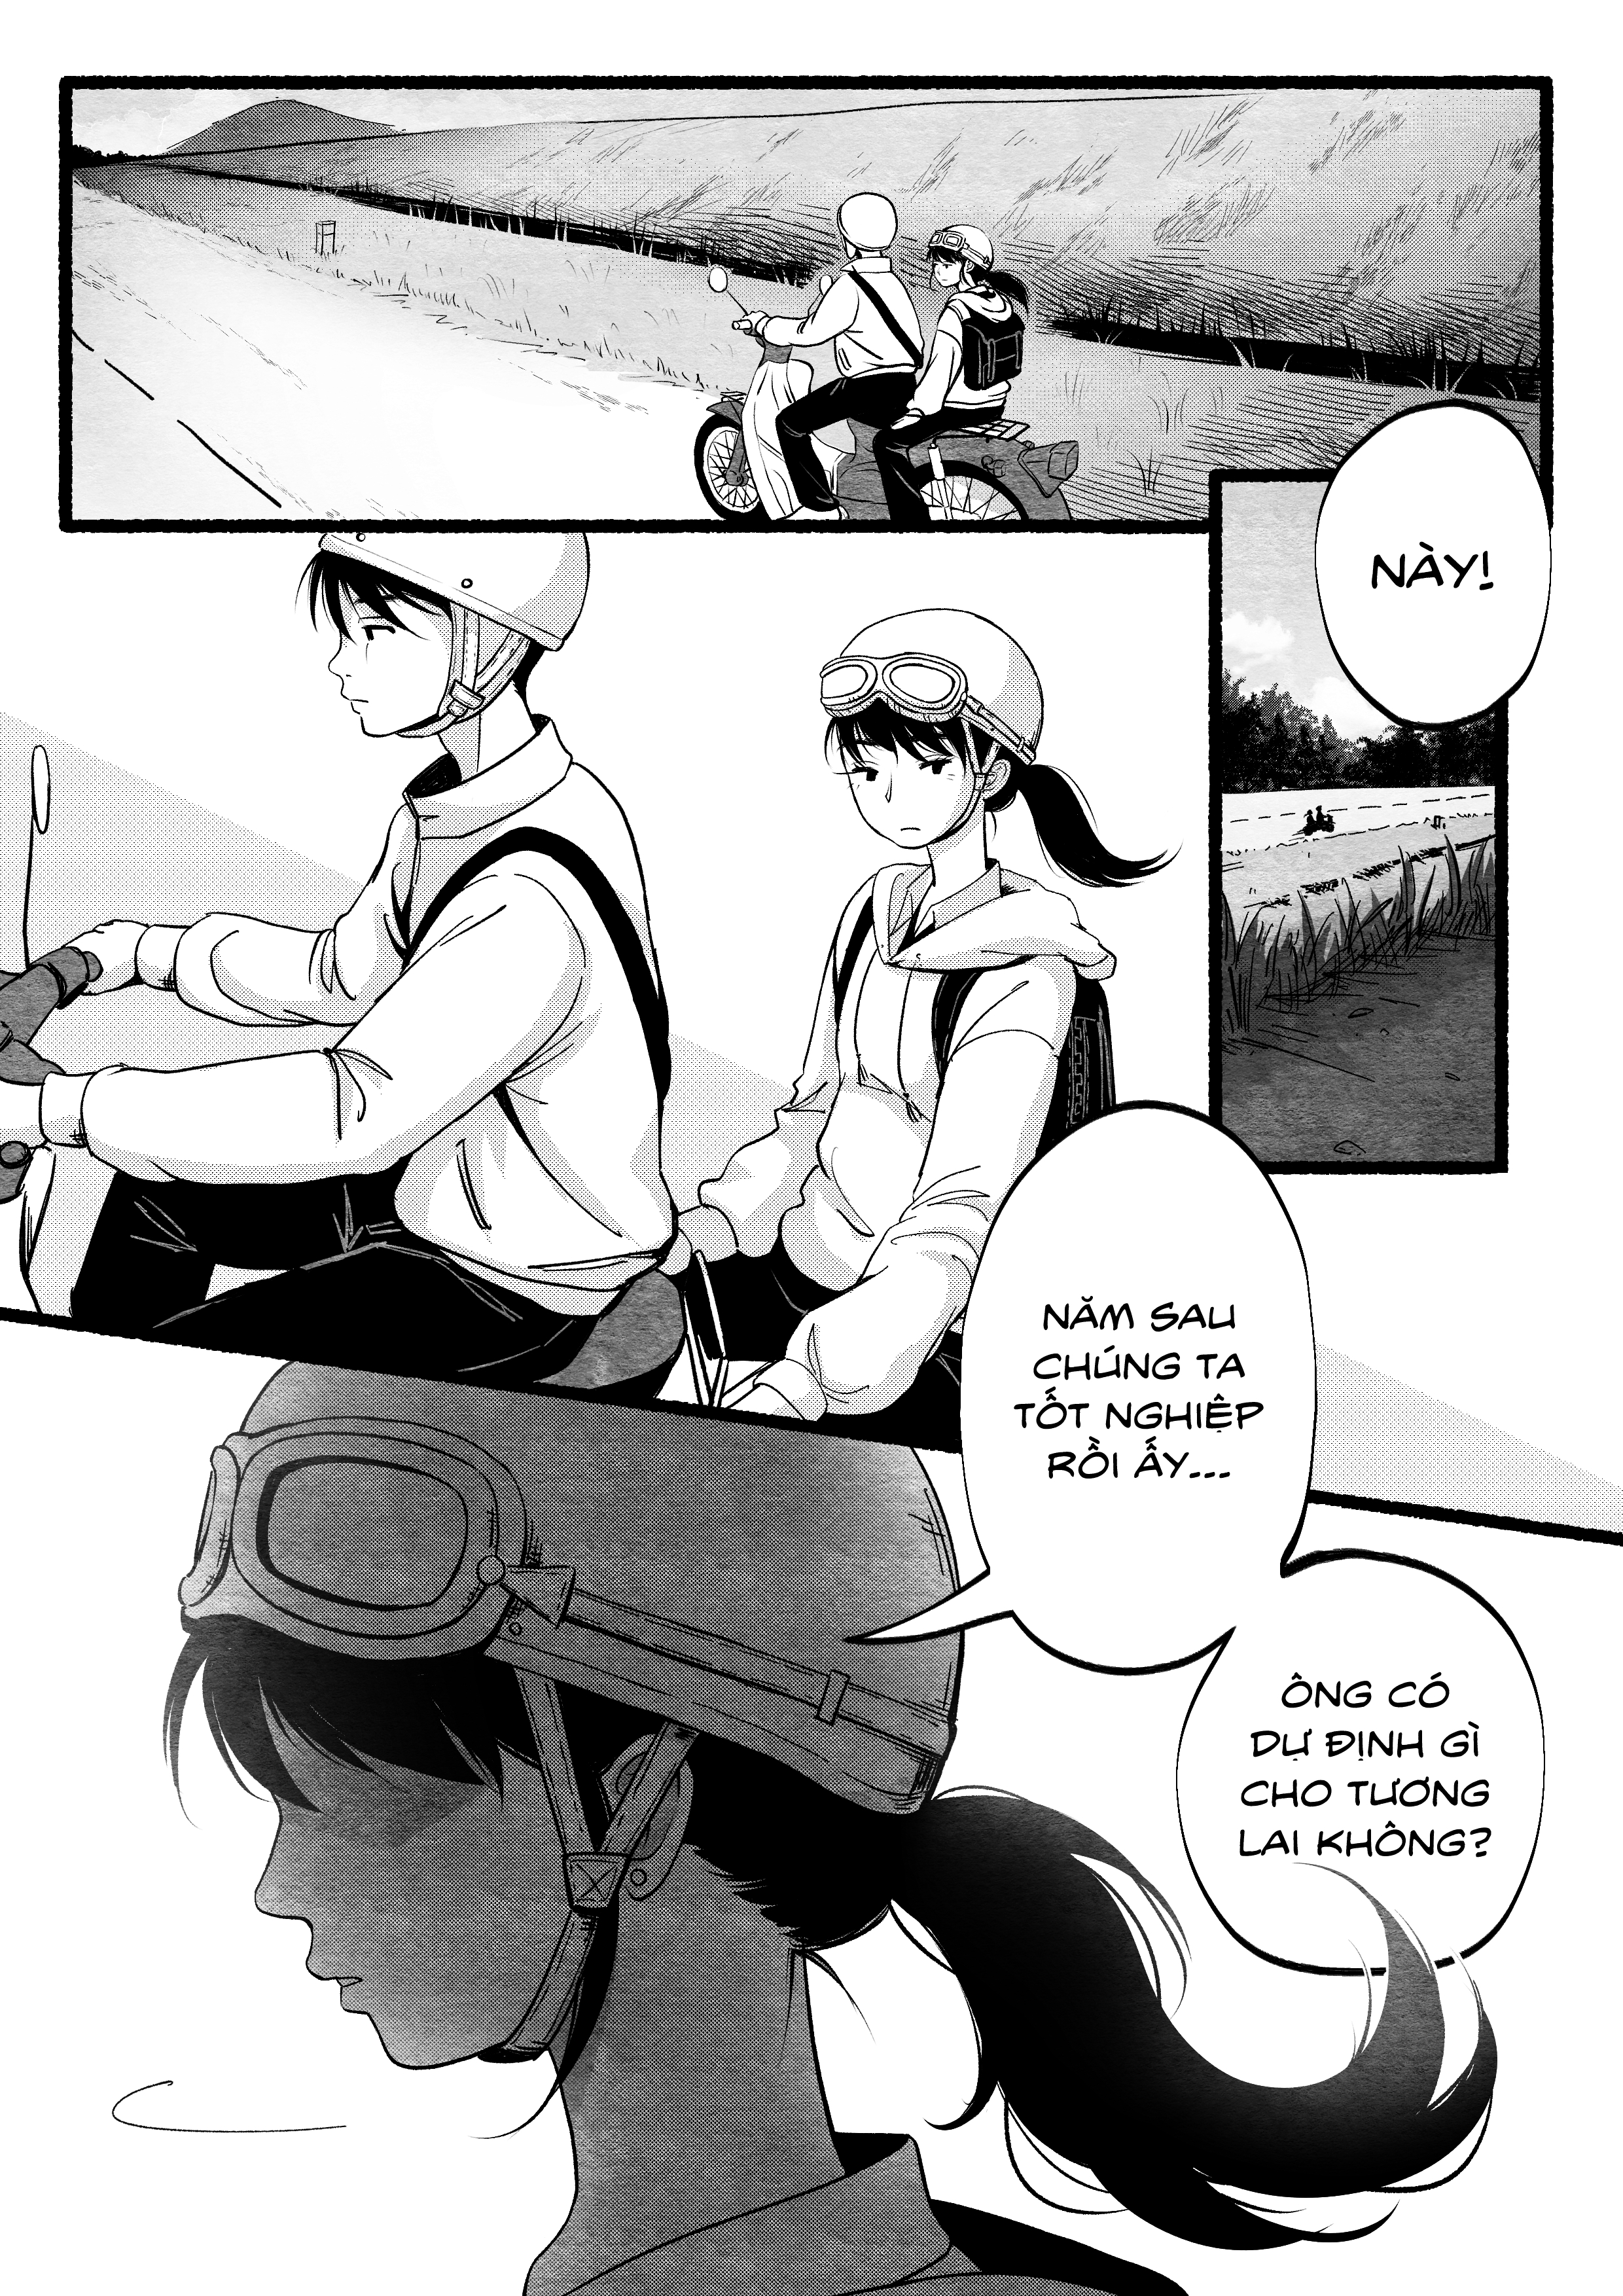 NÀY!
NĂM SAU
CHÚNG TA
TỐT NGHIỆP
RỒI ẤY...
ÔNG CÓ
DỰ ĐỊNH GÌ
CHO TƯƠNG
LAI KHÔNG?